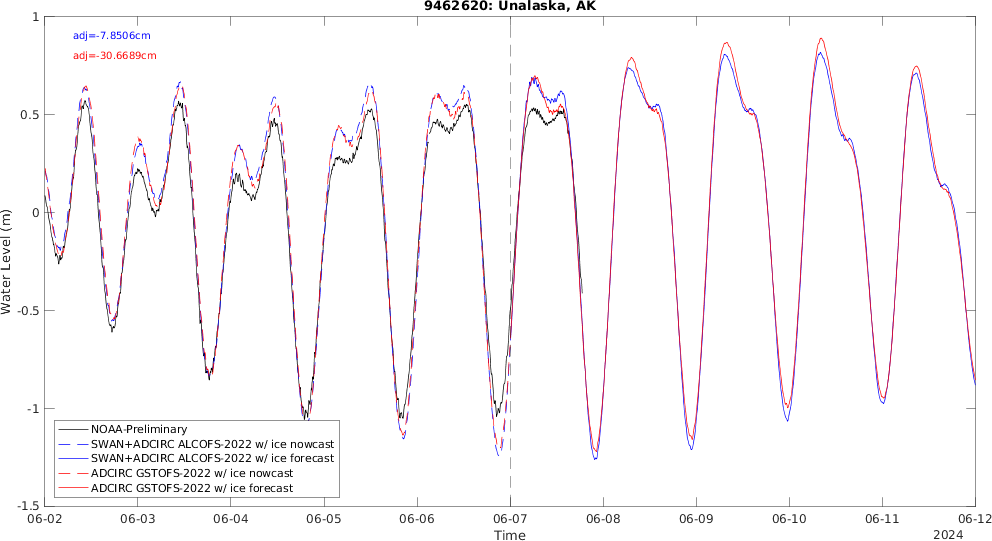 9462620: Unalaska, AK
adj=-7.8506cm
adj=-30.6689cm
Water Level (m)
1
0.5
0
-0.5
-1
-1.5
NOAA-Preliminary
SWAN+ADCIRC ALCOFS-2022 w/ ice nowcast
SWAN+ADCIRC ALCOFS-2022 w/ ice forecast
ADCIRC GSTOFS-2022 w/ ice nowcast
ADCIRC GSTOFS-2022 w/ ice forecast
06-02 06-03 06-04 06-05 06-06 06-07 06-08 06-09 06-10 06-11 06-12
Time
2024